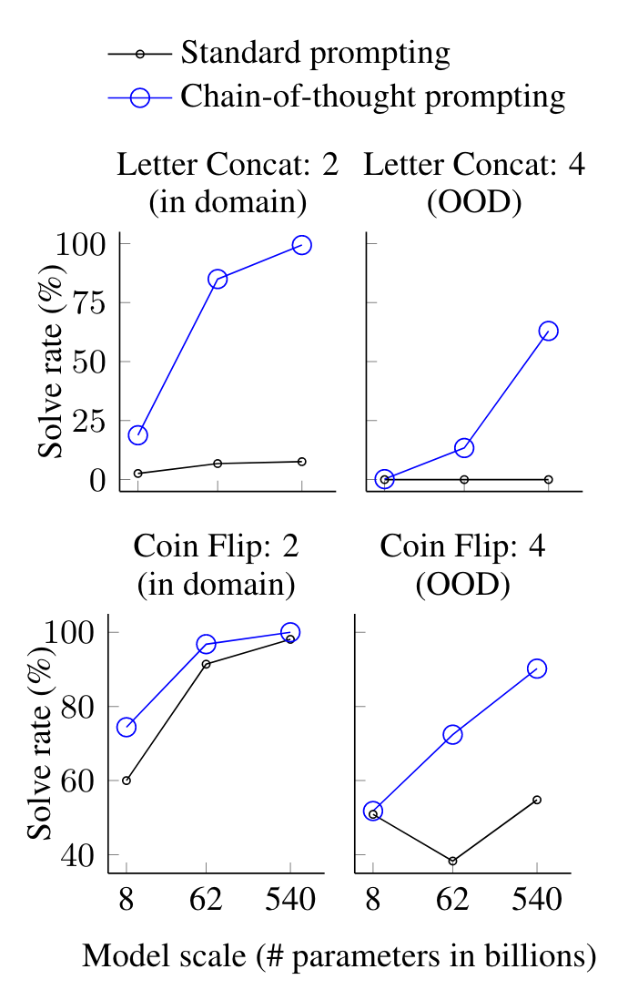 Standard prompting
Chain-of-thought prompting
Letter Concat: 2
(in domain)
Letter Concat: 4
(OOD)
Solve rate (%)
100
75
50
25
0
Coin Flip: 2
(in domain)
Coin Flip: 4
(OOD)
Solve rate (%)
100
80
60
40
8 62 540
8 62 540
Model scale (# parameters in billions)